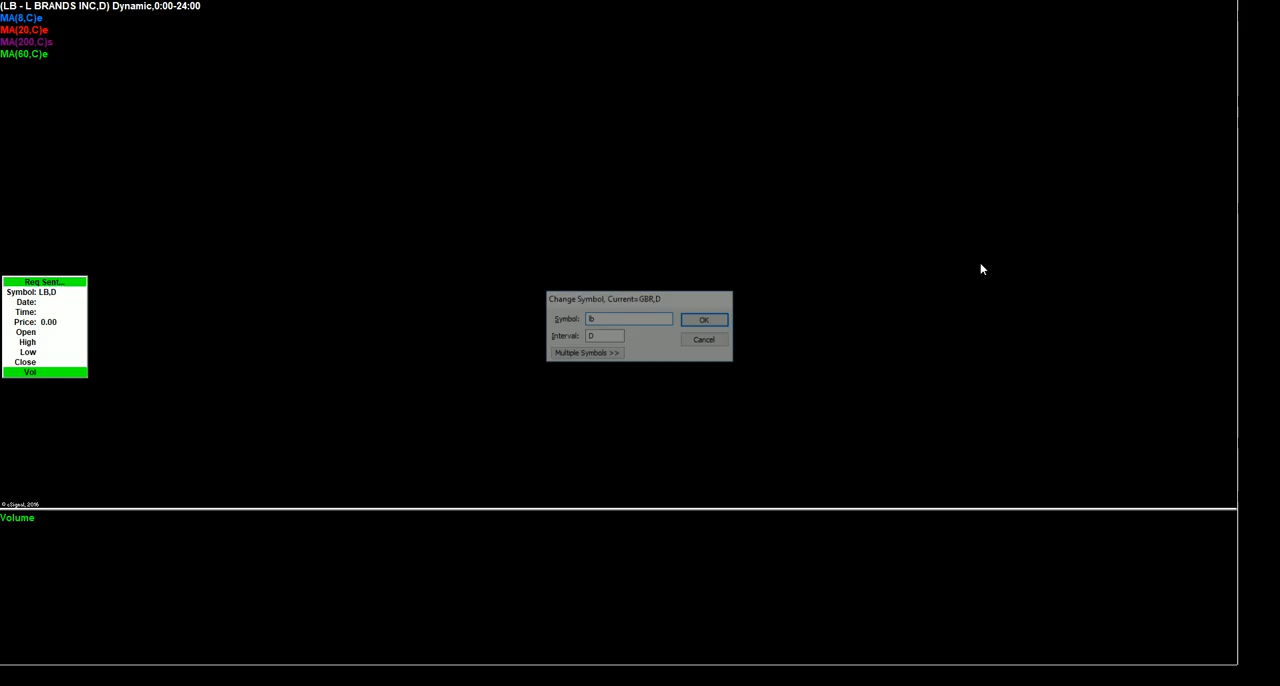 (LB - L BRANDS INC,D) Dynamic,0:00-24:00
MA(8,C)e
MA(20,C)e
MA(200,C)s
MA(60,C)e
Req Sent...
Symbol: LB,D
Date:
Time:
Price: 0.00
Open
High
Low
Close
Vol
Change Symbol, Current=GBR,D
Symbol: lb OK
Interval: D Cancel
Multiple Symbols >>
© eSignal, 2016
Volume